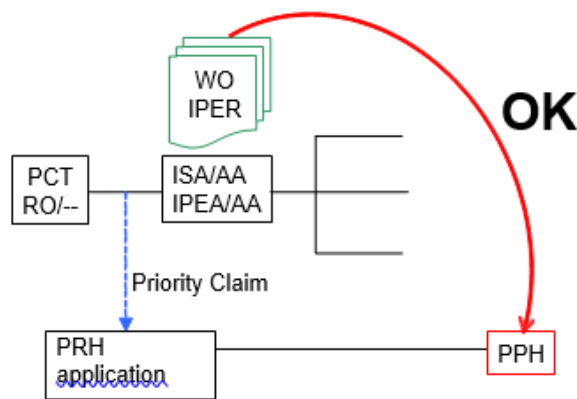 WO
IPER
OK
PCT
RO/--
ISA/AA
IPEA/AA
Priority Claim
PRH
application
PPH